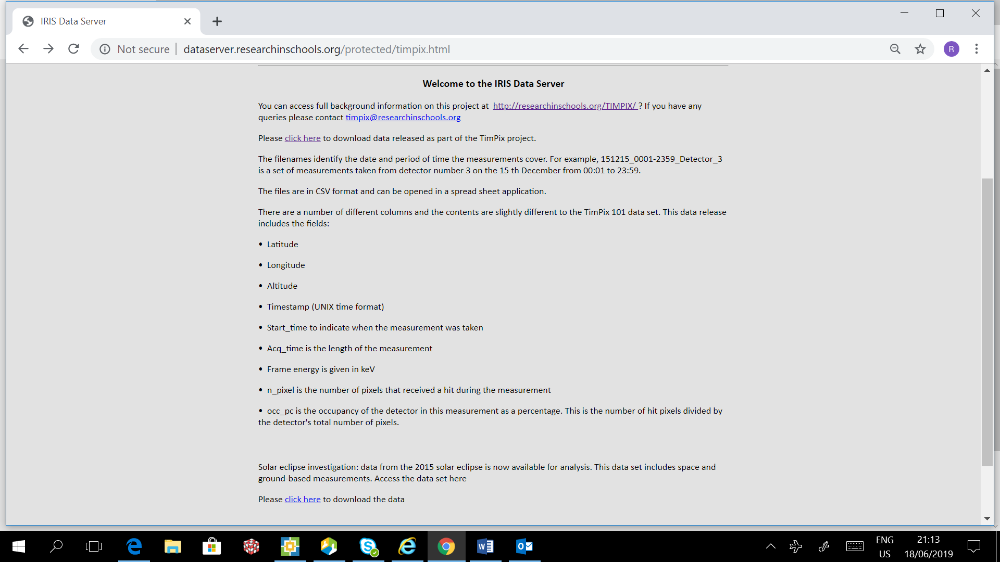 IRIS Data Server
Not secure | dataserver.researchinschools.org/protected/timpix.html
R
Welcome to the IRIS Data Server
You can access full background information on this project at http://researchinschools.org/TIMPIX/ ? If you have any
queries please contact timpix@researchinschools.org
Please click here to download data released as part of the TimPix project.
The filenames identify the date and period of time the measurements cover. For example, 151215_0001-2359_Detector_3
is a set of measurements taken from detector number 3 on the 15 th December from 00:01 to 23:59.
The files are in CSV format and can be opened in a spread sheet application.
There are a number of different columns and the contents are slightly different to the TimPix 101 data set. This data release
includes the fields:
• Latitude
• Longitude
• Altitude
• Timestamp (UNIX time format)
• Start_time to indicate when the measurement was taken
• Acq_time is the length of the measurement
• Frame energy is given in keV
• n_pixel is the number of pixels that received a hit during the measurement
• occ_pc is the occupancy of the detector in this measurement as a percentage. This is the number of hit pixels divided by
the detector's total number of pixels.
Solar eclipse investigation: data from the 2015 solar eclipse is now available for analysis. This data set includes space and
ground-based measurements. Access the data set here
Please click here to download the data
ENG
US
21:13
18/06/2019